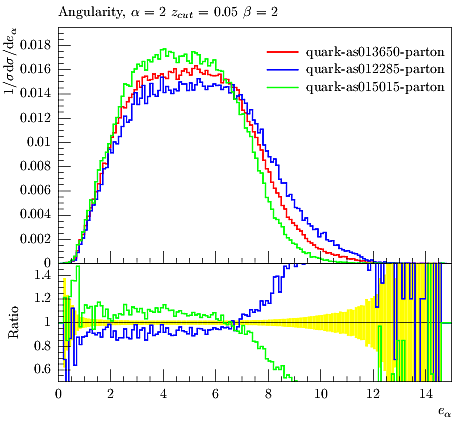 Angularity, α = 2 z_cut = 0.05 β = 2
1/σ dσ/de_α
0.018
0.016
0.014
0.012
0.01
0.008
0.006
0.004
0.002
0
quark-as013650-parton
quark-as012285-parton
quark-as015015-parton
Ratio
1.4
1.2
1
0.8
0.6
0 2 4 6 8 10 12 14
e_α